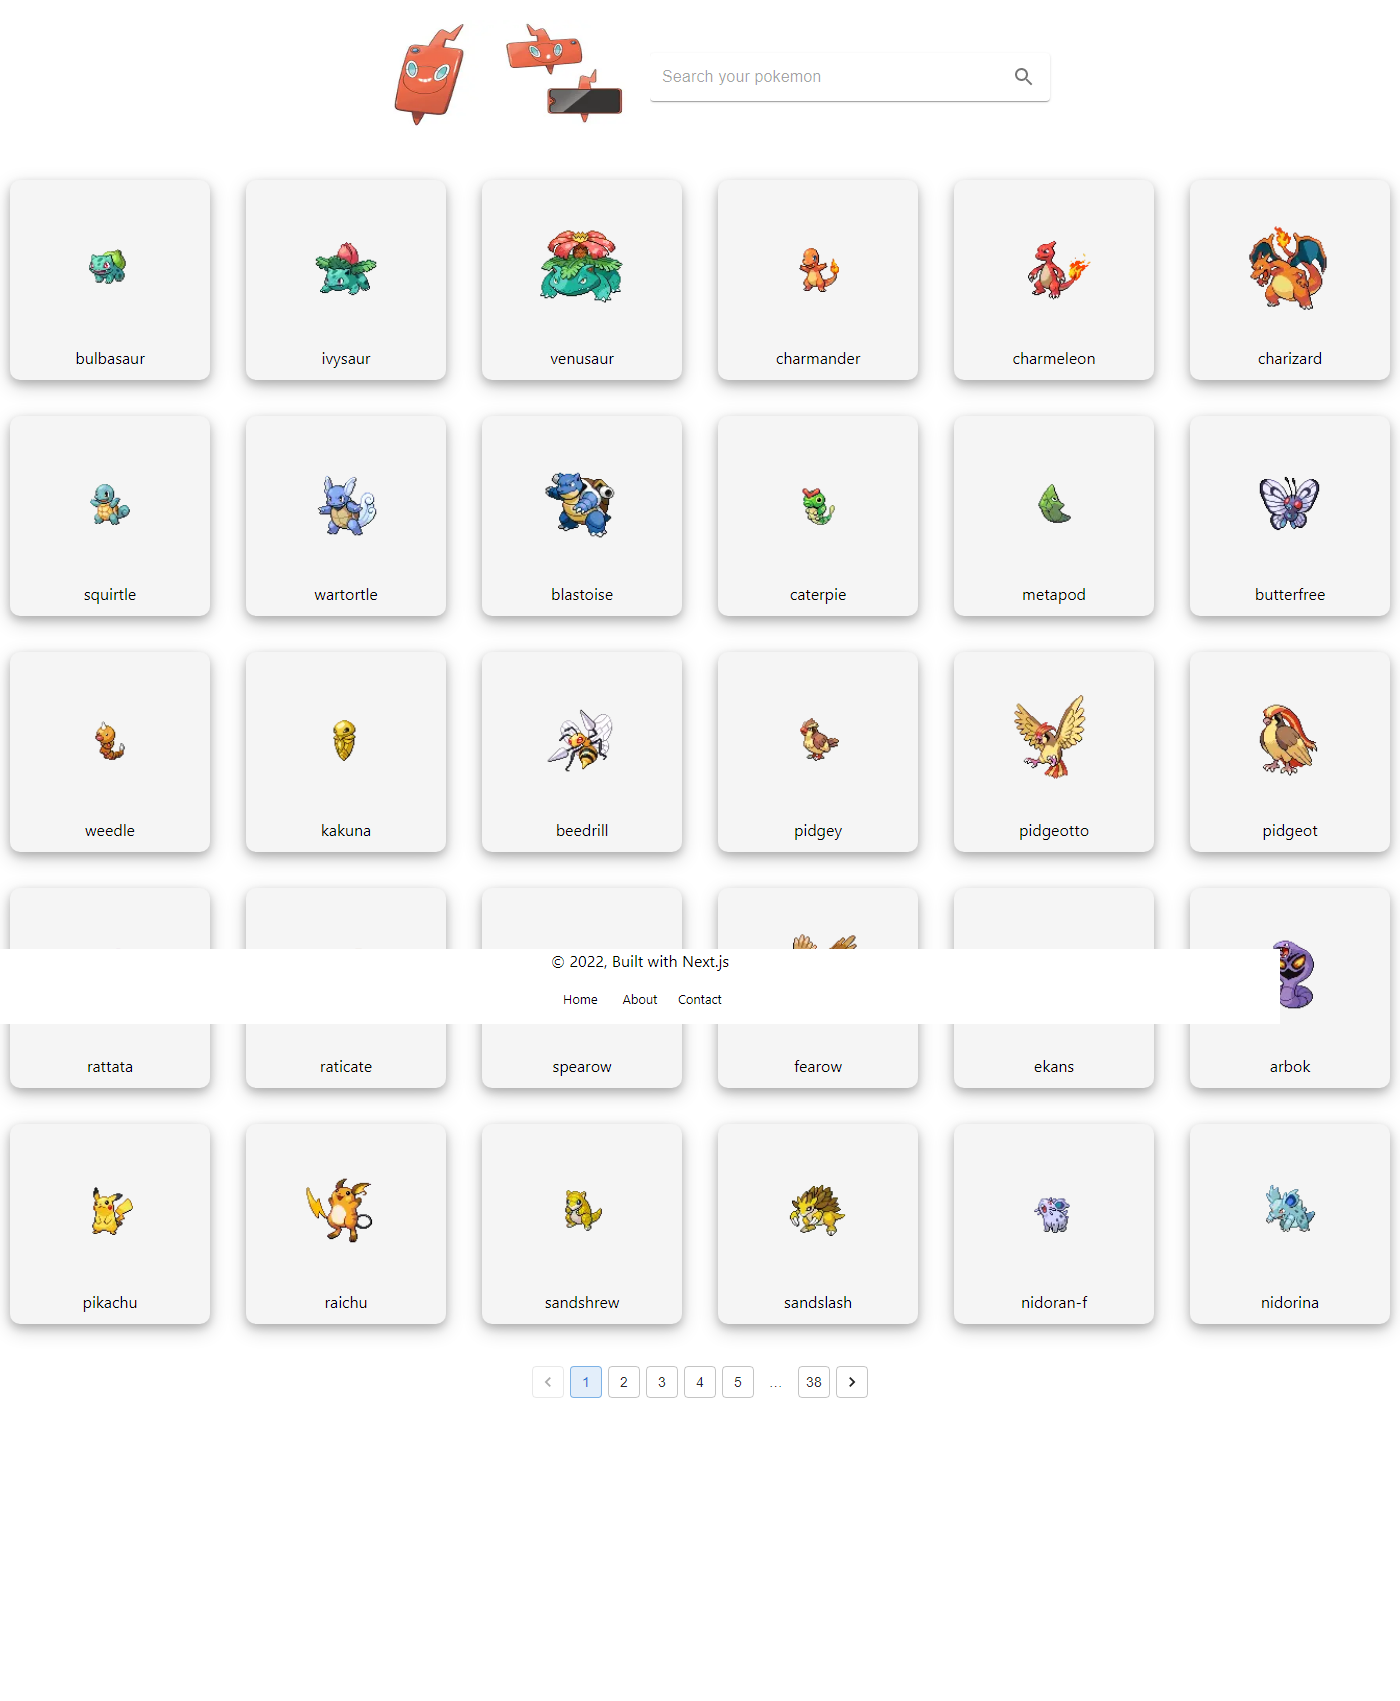 Search your pokemon
bulbasaur
ivysaur
venusaur
charmander
charmeleon
charizard
squirtle
wartortle
blastoise
caterpie
metapod
butterfree
weedle
kakuna
beedrill
pidgey
pidgeotto
pidgeot
© 2022, Built with Next.js
Home About Contact
rattata
raticate
spearow
fearow
ekans
arbok
pikachu
raichu
sandshrew
sandslash
nidoran-f
nidorina
1 2 3 4 5 ... 38